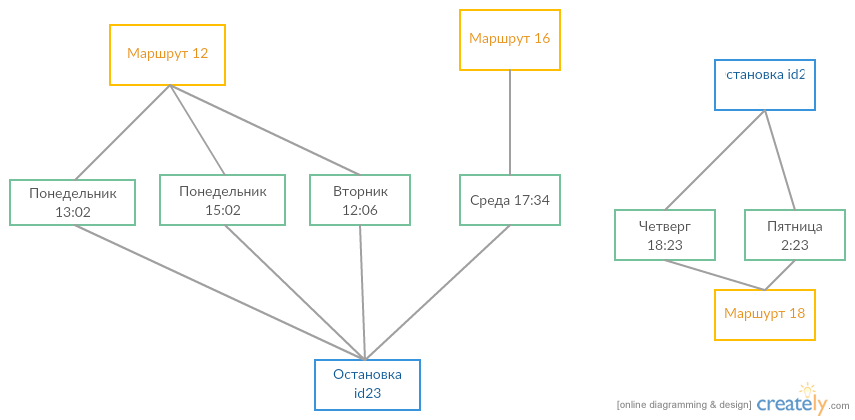 Маршрут 12
Маршрут 16
становка id2
Понедельник
13:02
Понедельник
15:02
Вторник
12:06
Среда 17:34
Четверг
18:23
Пятница
2:23
Маршурт 18
Остановка
id23
[online diagramming & design] creately.com